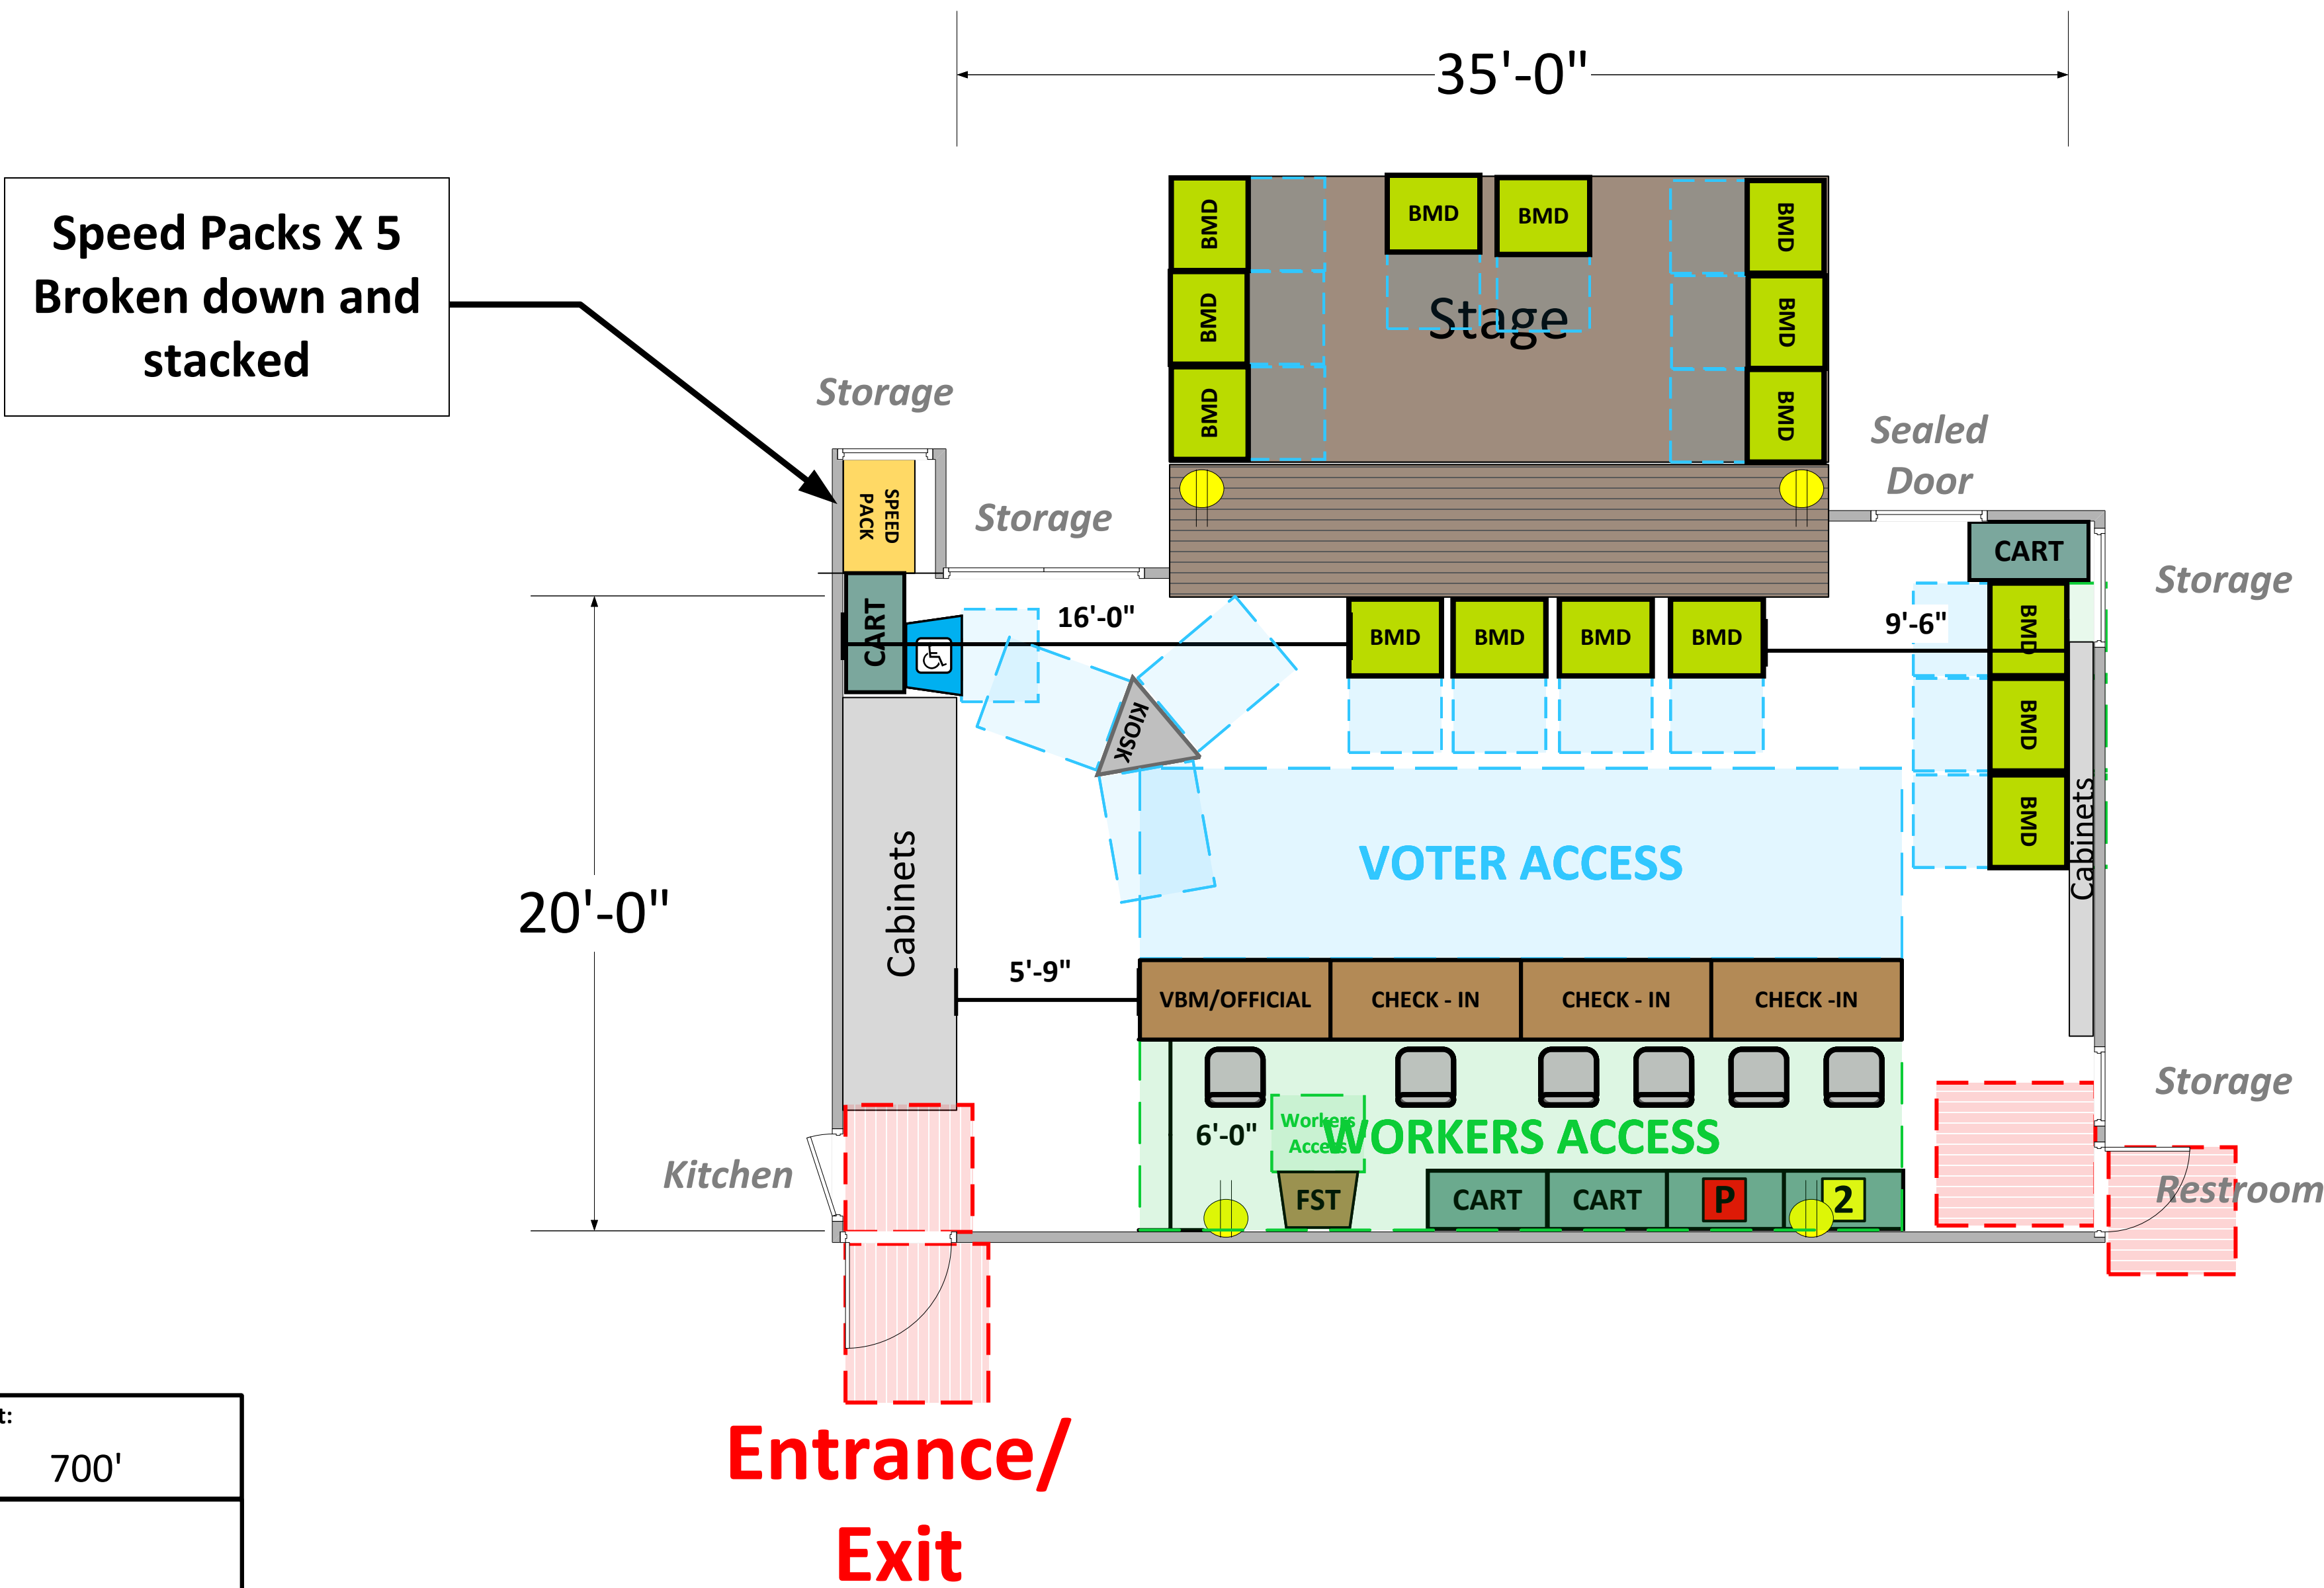 35'-0"
Speed Packs X 5
Broken down and
stacked
BMD
BMD
BMD
BMD
BMD
BMD
BMD
BMD
Stage
Storage
Sealed
Door
SPEED
PACK
Storage
CART
Storage
CART
16'-0"
BMD
BMD
BMD
BMD
9'-6"
BMD
BMD
BMD
KIOSK
Cabinets
Cabinets
VOTER ACCESS
20'-0"
5'-9"
VBM/OFFICIAL
CHECK - IN
CHECK - IN
CHECK -IN
Storage
6'-0"
Workers
Access
WORKERS ACCESS
Kitchen
FST
CART
CART
P
2
Restroom
Entrance/
Exit
t:
700'